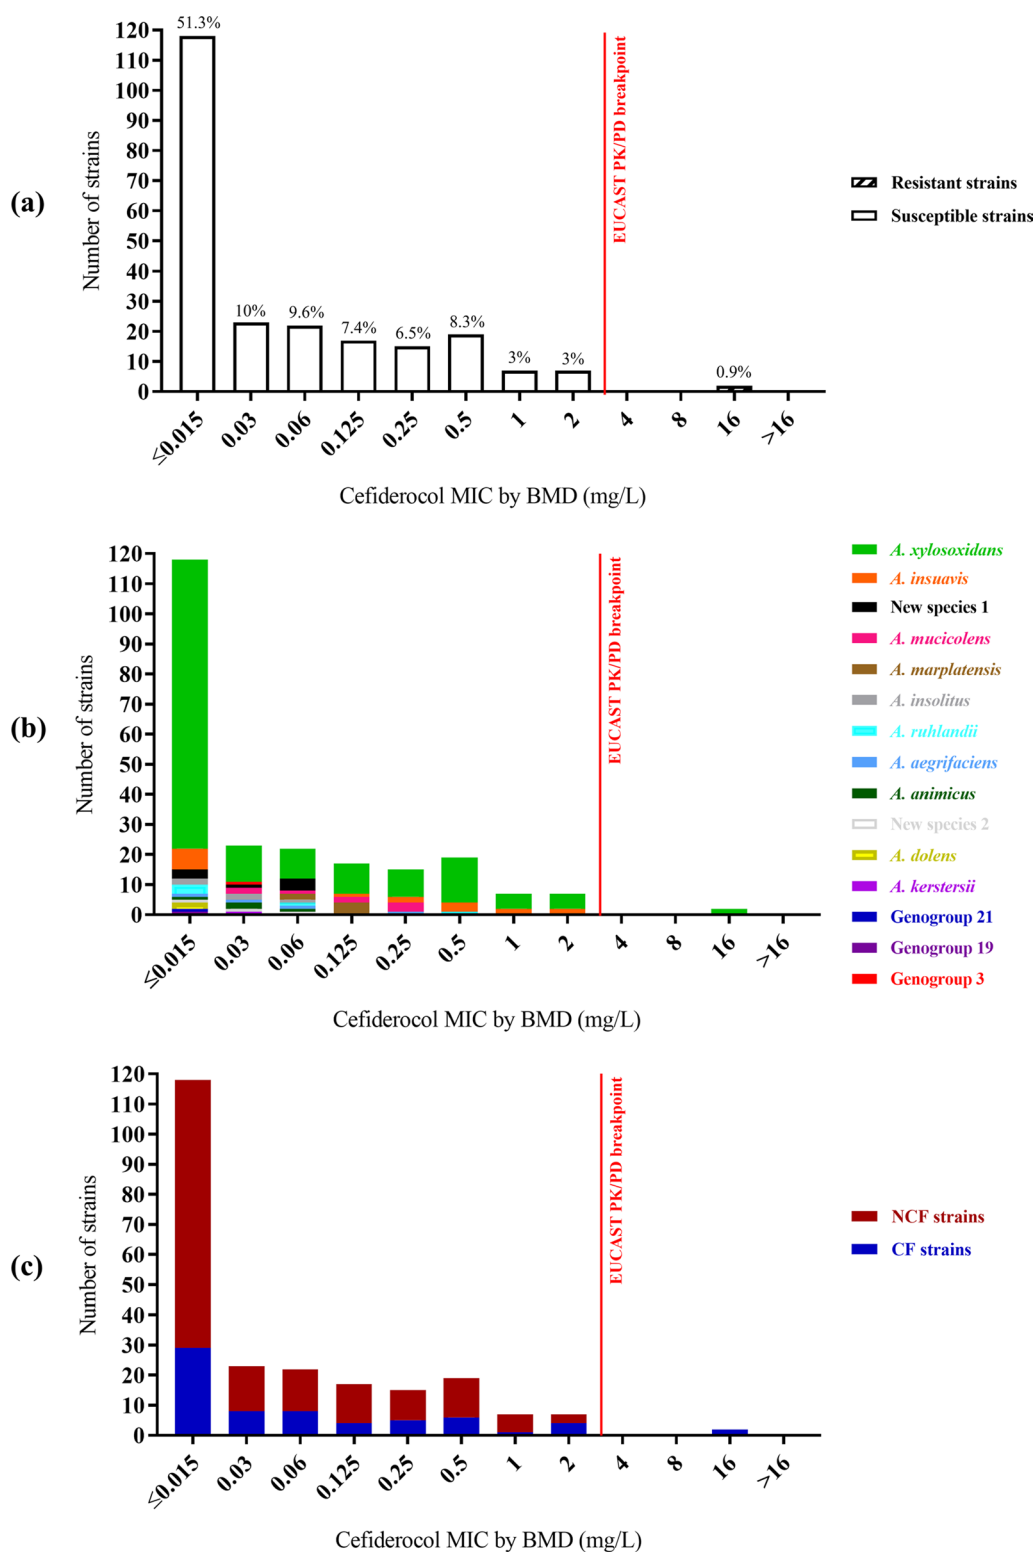 (a)
Number of strains
120
110
100
90
80
70
60
50
40
30
20
10
0
51.3%
10%
9.6%
7.4%
6.5%
8.3%
3%
3%
0.9%
EUCAST PK/PD breakpoint
≤0.015
0.03
0.06
0.125
0.25
0.5
1
2
4
8
16
>16
Cefiderocol MIC by BMD (mg/L)
Resistant strains
Susceptible strains
(b)
Number of strains
120
110
100
90
80
70
60
50
40
30
20
10
0
EUCAST PK/PD breakpoint
≤0.015
0.03
0.06
0.125
0.25
0.5
1
2
4
8
16
>16
Cefiderocol MIC by BMD (mg/L)
A. xylosoxidans
A. insuavis
New species 1
A. mucicolens
A. marplatensis
A. insolitus
A. ruhlandii
A. aegrifaciens
A. animicus
New species 2
A. dolens
A. kerstersii
Genogroup 21
Genogroup 19
Genogroup 3
(c)
Number of strains
120
110
100
90
80
70
60
50
40
30
20
10
0
EUCAST PK/PD breakpoint
≤0.015
0.03
0.06
0.125
0.25
0.5
1
2
4
8
16
>16
Cefiderocol MIC by BMD (mg/L)
NCF strains
CF strains